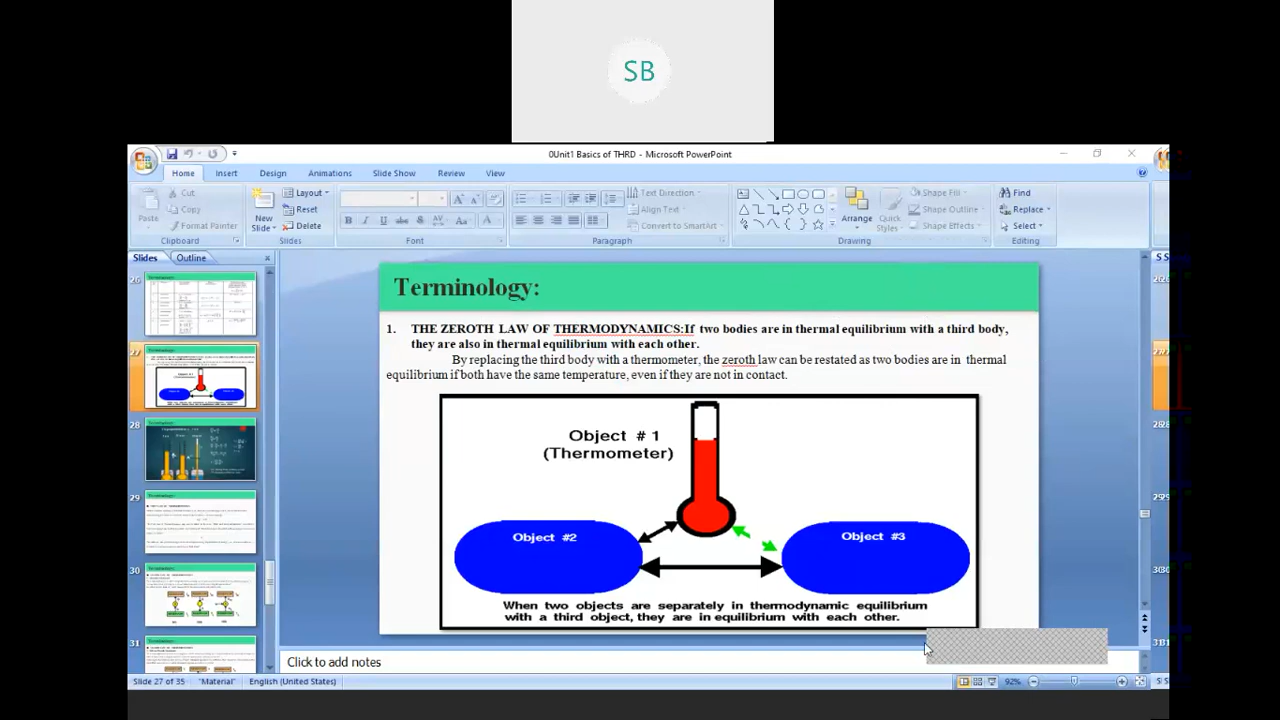 SB
0Unit1 Basics of THRD - Microsoft PowerPoint
Home Insert Design Animations Slide Show Review View
Paste
Cut
Copy
Format Painter
Clipboard
New
Slide
Layout
Reset
Delete
Slides
Font
Text Direction
Align Text
Convert to SmartArt
Paragraph
Arrange
Quick
Styles
Shape Fill
Shape Outline
Shape Effects
Drawing
Find
Replace
Select
Editing
Slides Outline
26
27
28
29
30
31
Terminology:
1. THE ZEROTH LAW OF THERMODYNAMICS:If two bodies are in thermal equilibrium with a third body,
they are also in thermal equilibrium with each other.
By replacing the third body with a thermometer, the zeroth law can be restated as two bodies are in thermal
equilibrium if both have the same temperature, even if they are not in contact.
Object # 1
(Thermometer)
Object #2
Object #3
When two objects are separately in thermodynamic equilibrium
with a third object, they are in equilibrium with each other.
Click to add notes
Slide 27 of 35 "Material" English (United States) 92%